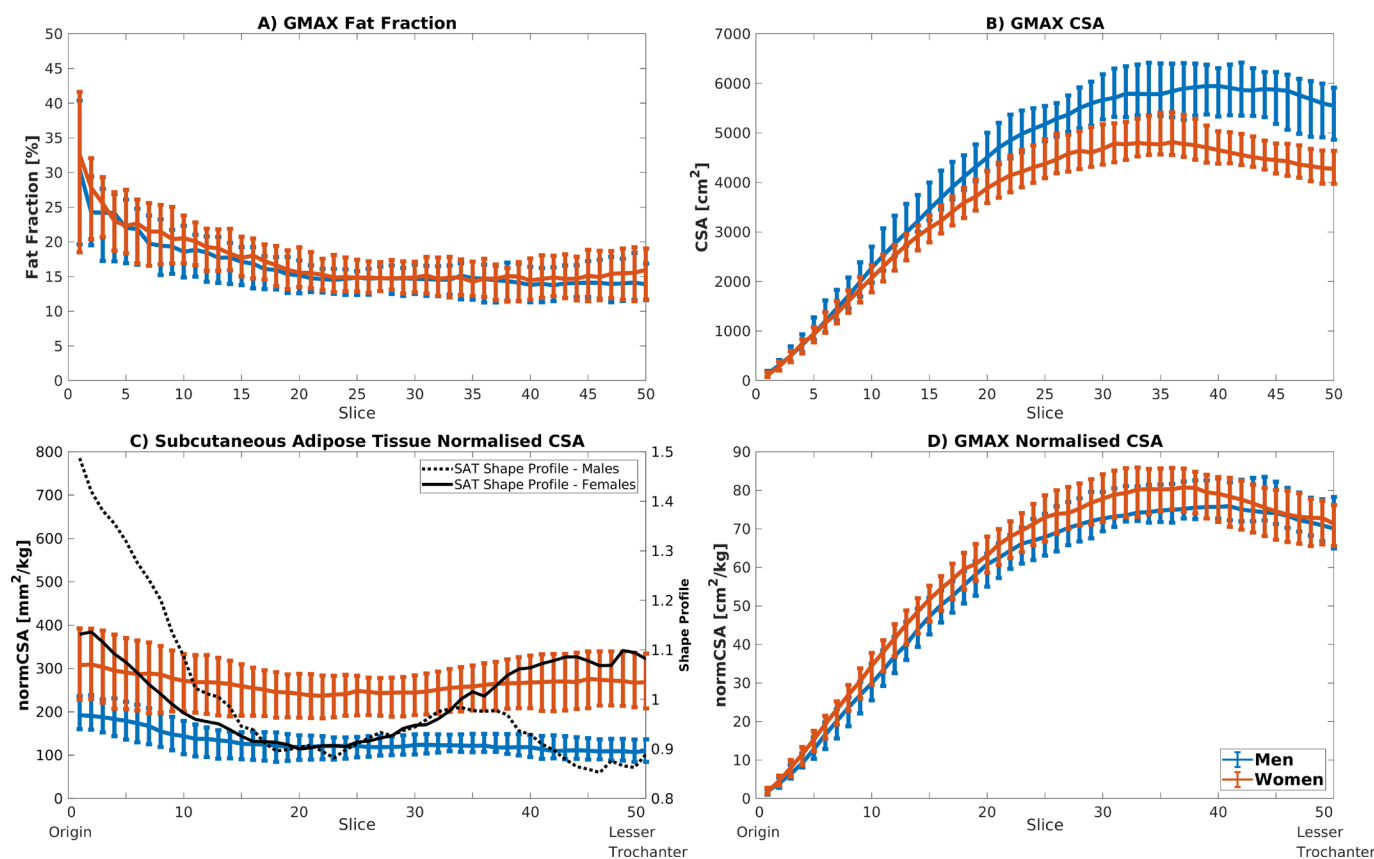 A) GMAX Fat Fraction
50
45
40
35
30
25
20
15
10
5
0
Fat Fraction [%]
0 5 10 15 20 25 30 35 40 45 50
Slice
B) GMAX CSA
7000
6000
5000
4000
3000
2000
1000
0
CSA [cm²]
0 5 10 15 20 25 30 35 40 45 50
Slice
C) Subcutaneous Adipose Tissue Normalised CSA
800
700
600
500
400
300
200
100
0
normCSA [mm²/kg]
SAT Shape Profile - Males
SAT Shape Profile - Females
1.5
1.4
1.3
1.2
1.1
1
0.9
0.8
Shape Profile
0 10 20 30 40 50
Origin
Slice
Lesser
Trochanter
D) GMAX Normalised CSA
90
80
70
60
50
40
30
20
10
0
normCSA [cm²/kg]
Men
Women
0 10 20 30 40 50
Origin
Slice
Lesser
Trochanter